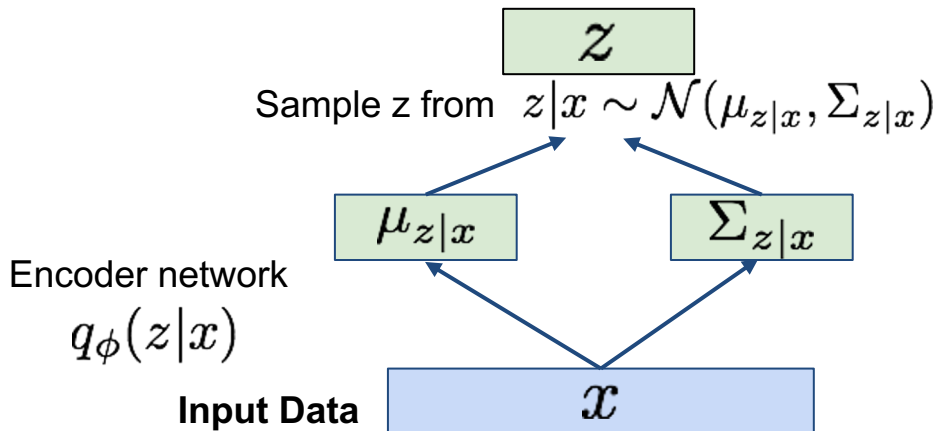 z
Sample z from z|x ∼ 𝒩(μ_{z|x}, Σ_{z|x})
μ_{z|x} Σ_{z|x}
Encoder network
q_ϕ(z|x)
Input Data x